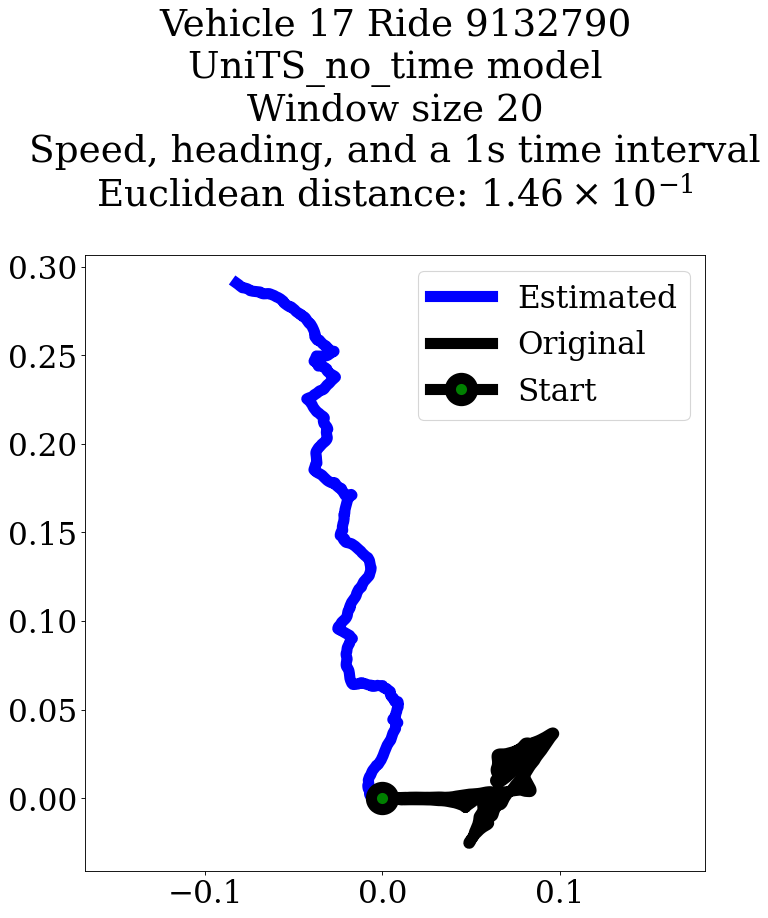 Vehicle 17 Ride 9132790
UniTS_no_time model
Window size 20
Speed, heading, and a 1s time interval
Euclidean distance: 1.46 × 10⁻¹
Estimated
Original
Start
0.30
0.25
0.20
0.15
0.10
0.05
0.00
−0.1 0.0 0.1